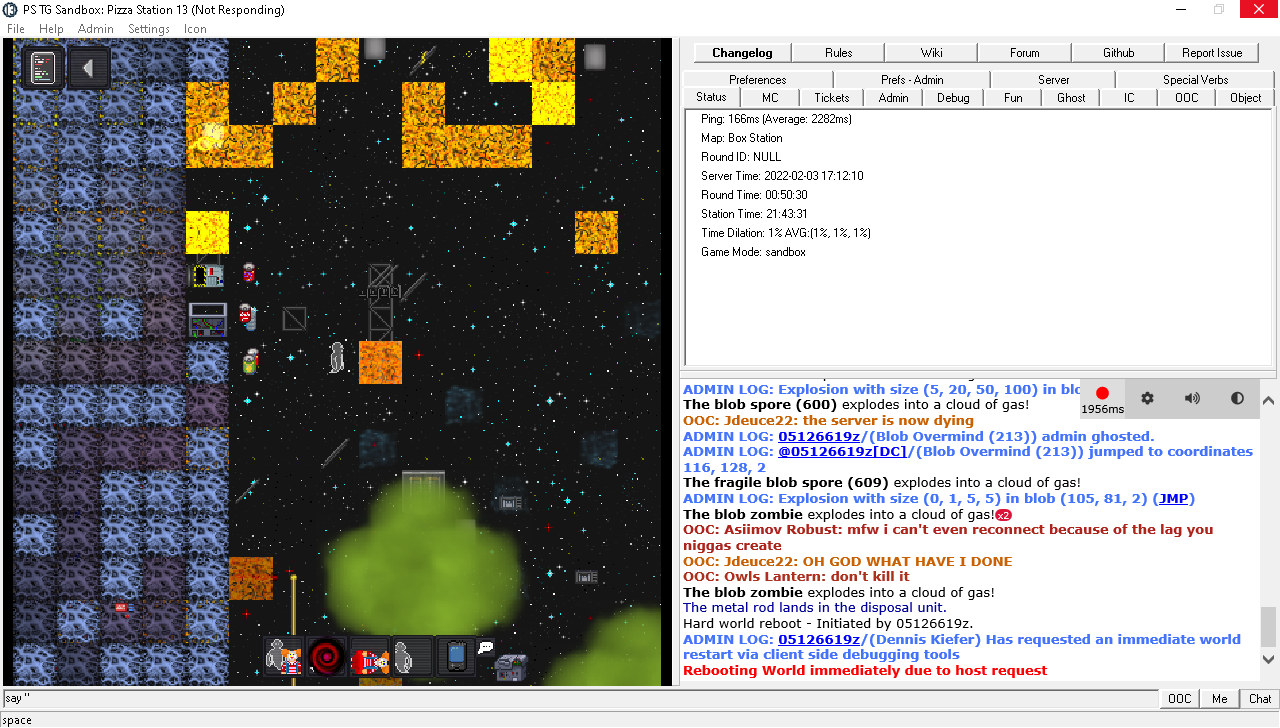 PS TG Sandbox: Pizza Station 13 (Not Responding)
File Help Admin Settings Icon
Changelog Rules Wiki Forum Github Report Issue
Preferences Prefs - Admin Server Special Verbs
Status MC Tickets Admin Debug Fun Ghost IC OOC Object
Ping: 166ms (Average: 2282ms)
Map: Box Station
Round ID: NULL
Server Time: 2022-02-03 17:12:10
Round Time: 00:50:30
Station Time: 21:43:31
Time Dilation: 1% AVG:(1%, 1%, 1%)
Game Mode: sandbox
ADMIN LOG: Explosion with size (5, 20, 50, 100) in blo
1956ms
The blob spore (600) explodes into a cloud of gas!
OOC: Jdeuce22: the server is now dying
ADMIN LOG: 05126619z/(Blob Overmind (213)) admin ghosted.
ADMIN LOG: @05126619z[DC]/(Blob Overmind (213)) jumped to coordinates
116, 128, 2
The fragile blob spore (609) explodes into a cloud of gas!
ADMIN LOG: Explosion with size (0, 1, 5, 5) in blob (105, 81, 2) (JMP)
The blob zombie explodes into a cloud of gas! x2
OOC: Asiimov Robust: mfw i can't even reconnect because of the lag you
niggas create
OOC: Jdeuce22: OH GOD WHAT HAVE I DONE
OOC: Owls Lantern: don't kill it
The blob zombie explodes into a cloud of gas!
The metal rod lands in the disposal unit.
Hard world reboot - Initiated by 05126619z.
ADMIN LOG: 05126619z/(Dennis Kiefer) Has requested an immediate world
restart via client side debugging tools
Rebooting World immediately due to host request
say " OOC Me Chat
space